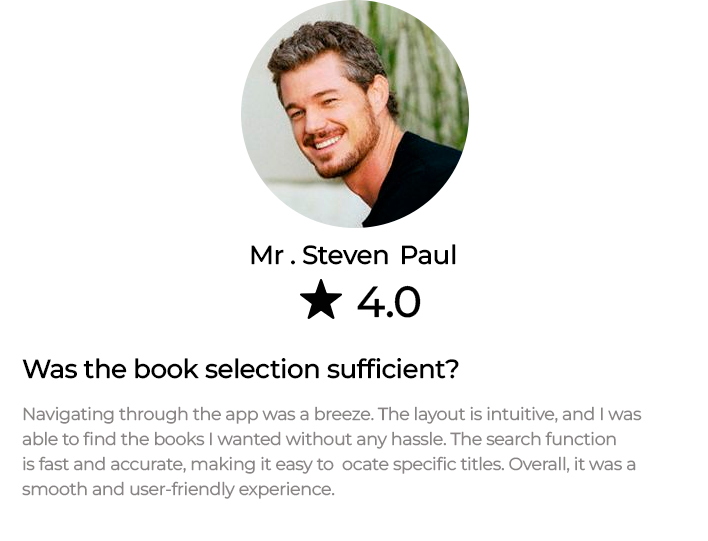 Mr . Steven Paul
4.0
Was the book selection sufficient?
Navigating through the app was a breeze. The layout is intuitive, and I was
able to find the books I wanted without any hassle. The search function
is fast and accurate, making it easy to ocate specific titles. Overall, it was a
smooth and user-friendly experience.